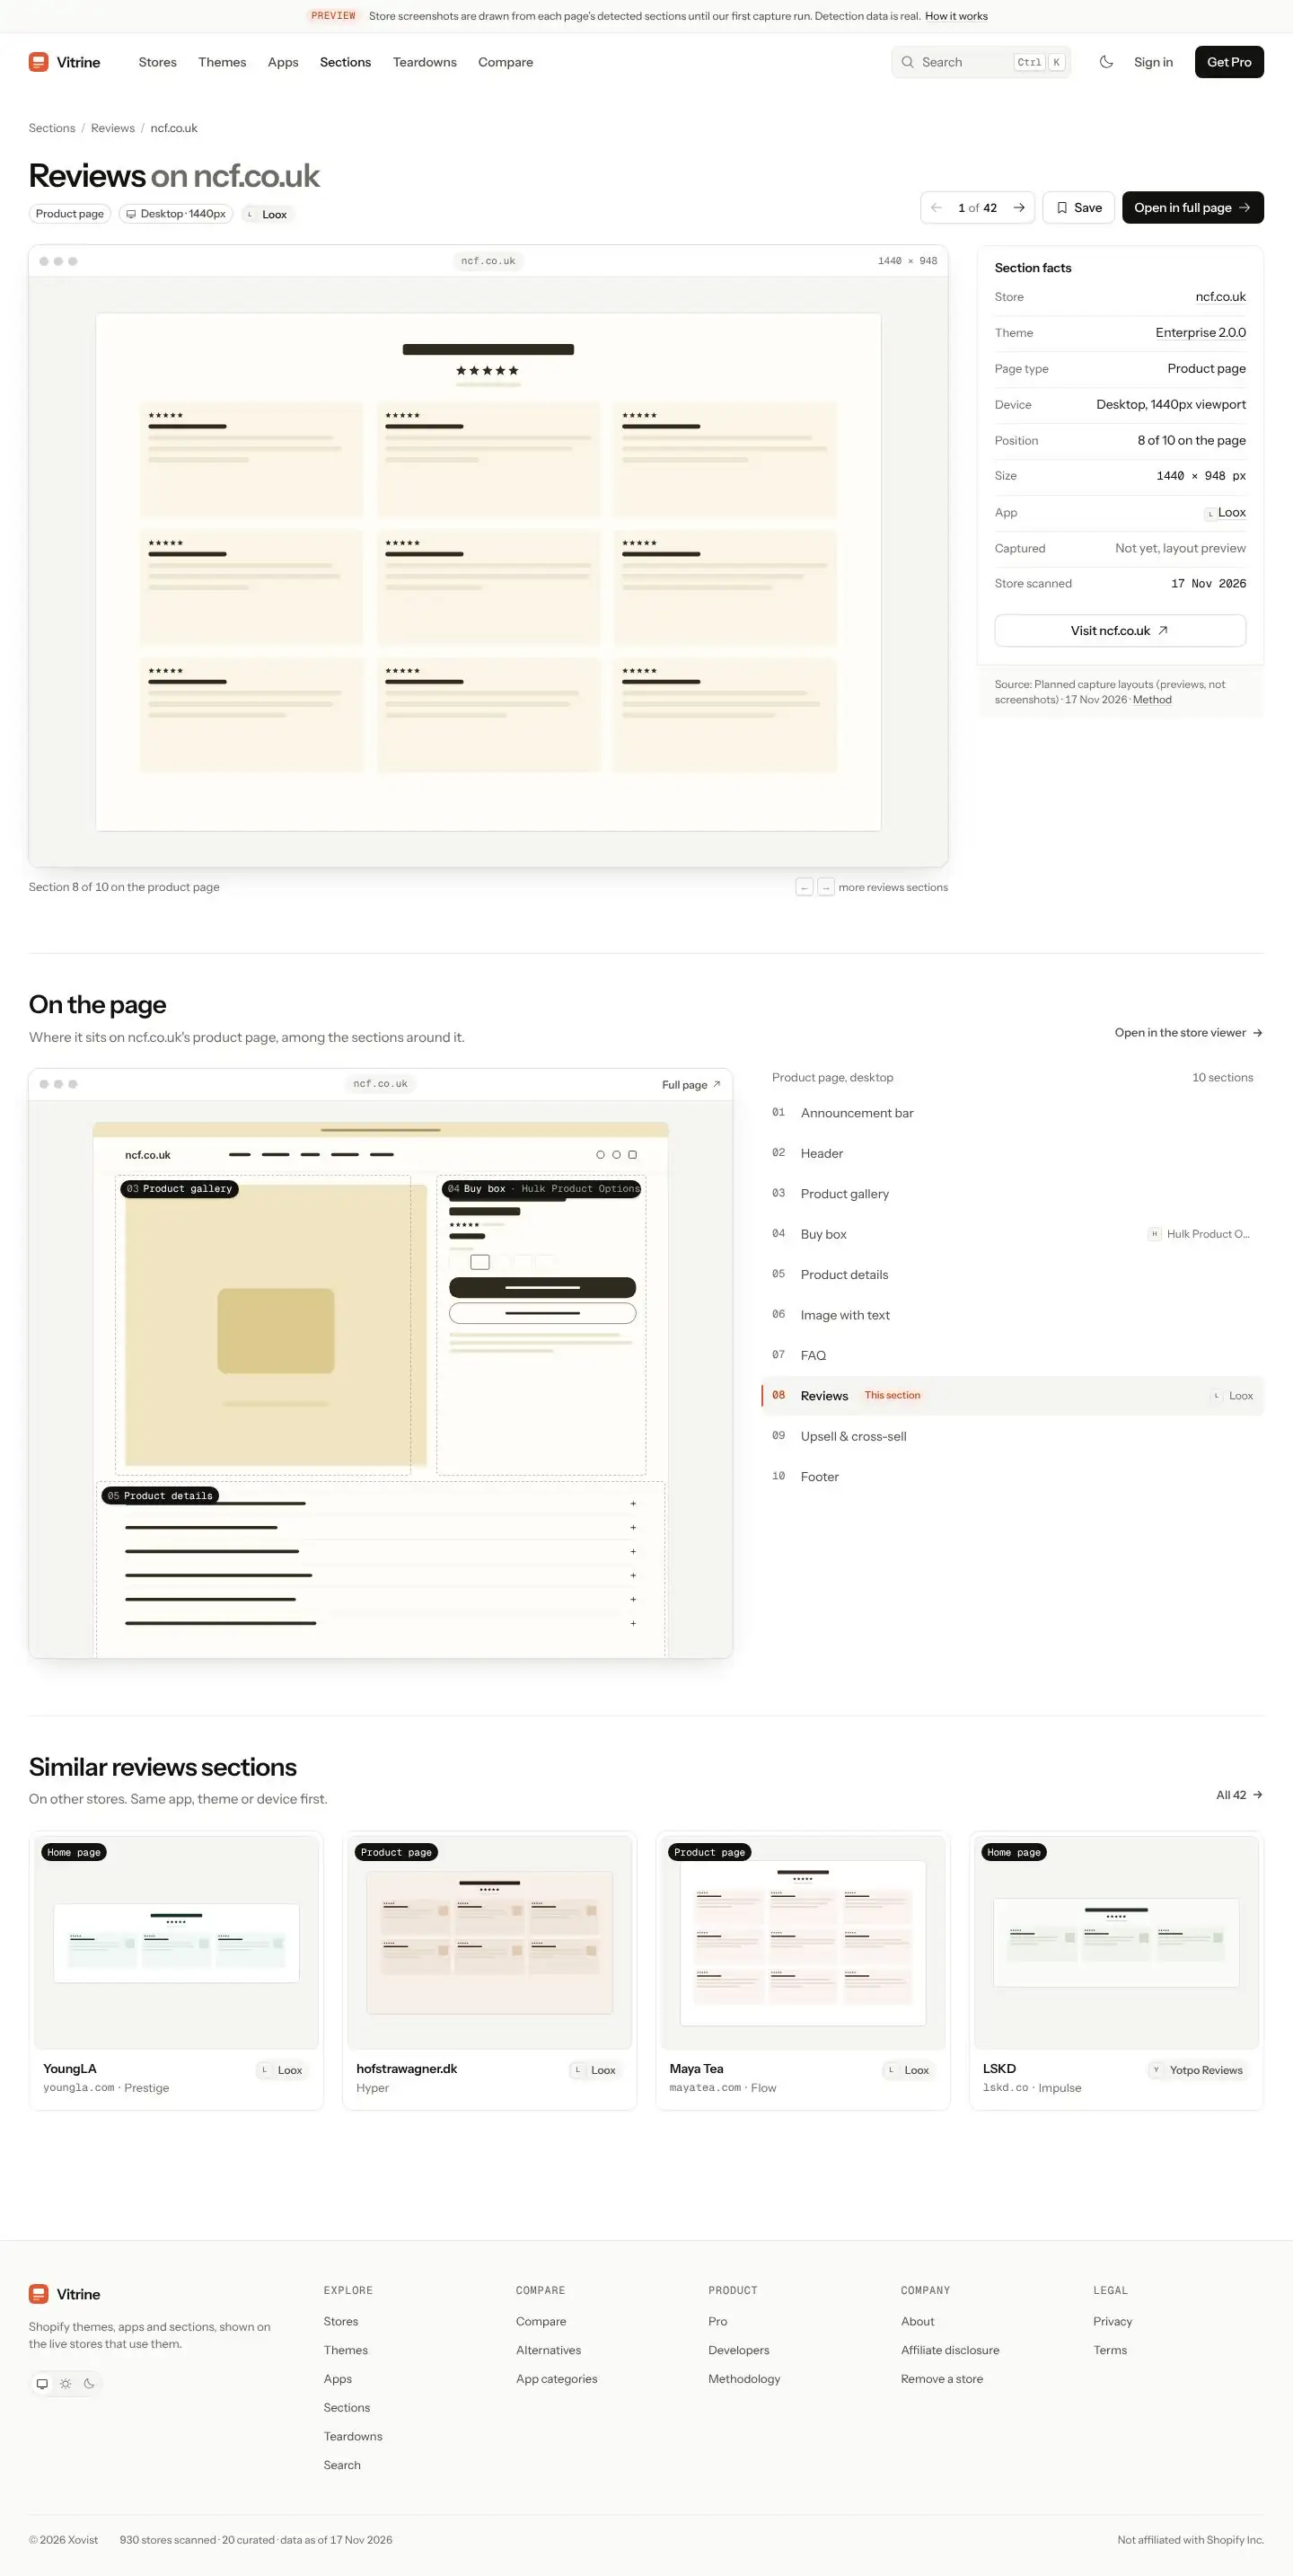 PREVIEW Store screenshots are drawn from each page's detected sections until our first capture run. Detection data is real. How it works
Vitrine Stores Themes Apps Sections Teardowns Compare Search Ctrl K Sign in Get Pro
Sections / Reviews / ncf.co.uk
Reviews on ncf.co.uk
Product page Desktop · 1440px L Loox
1 of 42 Save Open in full page
ncf.co.uk 1440 × 948
Section 8 of 10 on the product page
← → more reviews sections
Section facts
Store ncf.co.uk
Theme Enterprise 2.0.0
Page type Product page
Device Desktop, 1440px viewport
Position 8 of 10 on the page
Size 1440 × 948 px
App L Loox
Captured Not yet, layout preview
Store scanned 17 Nov 2026
Visit ncf.co.uk
Source: Planned capture layouts (previews, not
screenshots) · 17 Nov 2026 · Method
On the page
Where it sits on ncf.co.uk's product page, among the sections around it.
Open in the store viewer →
ncf.co.uk Full page
ncf.co.uk
03 Product gallery
04 Buy box · Hulk Product Options
05 Product details
Product page, desktop 10 sections
01 Announcement bar
02 Header
03 Product gallery
04 Buy box H Hulk Product O...
05 Product details
06 Image with text
07 FAQ
08 Reviews This section L Loox
09 Upsell & cross-sell
10 Footer
Similar reviews sections
On other stores. Same app, theme or device first.
All 42 →
Home page
Product page
Product page
Home page
YoungLA L Loox
youngla.com · Prestige
hofstrawagner.dk L Loox
Hyper
Maya Tea L Loox
mayatea.com · Flow
LSKD Y Yotpo Reviews
lskd.co · Impulse
Vitrine
Shopify themes, apps and sections, shown on
the live stores that use them.
EXPLORE
Stores
Themes
Apps
Sections
Teardowns
Search
COMPARE
Compare
Alternatives
App categories
PRODUCT
Pro
Developers
Methodology
COMPANY
About
Affiliate disclosure
Remove a store
LEGAL
Privacy
Terms
© 2026 Xovist 930 stores scanned · 20 curated · data as of 17 Nov 2026
Not affiliated with Shopify Inc.